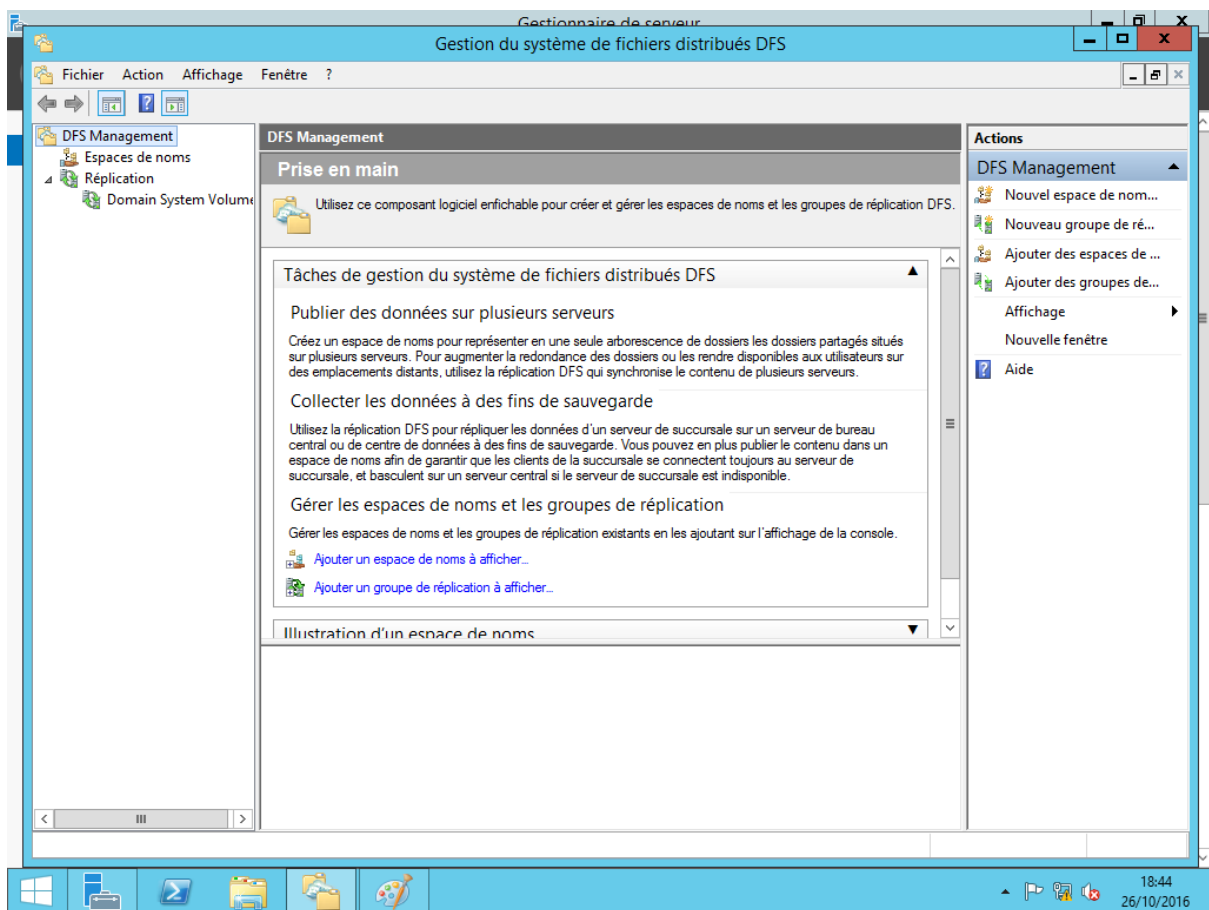 Gestionnaire de serveur
Gestion du système de fichiers distribués DFS
Fichier Action Affichage Fenêtre ?
DFS Management
Espaces de noms
Réplication
Domain System Volume
DFS Management
Prise en main
Utilisez ce composant logiciel enfichable pour créer et gérer les espaces de noms et les groupes de réplication DFS.
Tâches de gestion du système de fichiers distribués DFS
Publier des données sur plusieurs serveurs
Créez un espace de noms pour représenter en une seule arborescence de dossiers les dossiers partagés situés
sur plusieurs serveurs. Pour augmenter la redondance des dossiers ou les rendre disponibles aux utilisateurs sur
des emplacements distants, utilisez la réplication DFS qui synchronise le contenu de plusieurs serveurs.
Collecter les données à des fins de sauvegarde
Utilisez la réplication DFS pour répliquer les données d'un serveur de succursale sur un serveur de bureau
central ou de centre de données à des fins de sauvegarde. Vous pouvez en plus publier le contenu dans un
espace de noms afin de garantir que les clients de la succursale se connectent toujours au serveur de
succursale, et basculent sur un serveur central si le serveur de succursale est indisponible.
Gérer les espaces de noms et les groupes de réplication
Gérer les espaces de noms et les groupes de réplication existants en les ajoutant sur l'affichage de la console.
Ajouter un espace de noms à afficher...
Ajouter un groupe de réplication à afficher...
Illustration d'un espace de noms
Actions
DFS Management
Nouvel espace de nom...
Nouveau groupe de ré...
Ajouter des espaces de ...
Ajouter des groupes de...
Affichage
Nouvelle fenêtre
Aide
18:44
26/10/2016